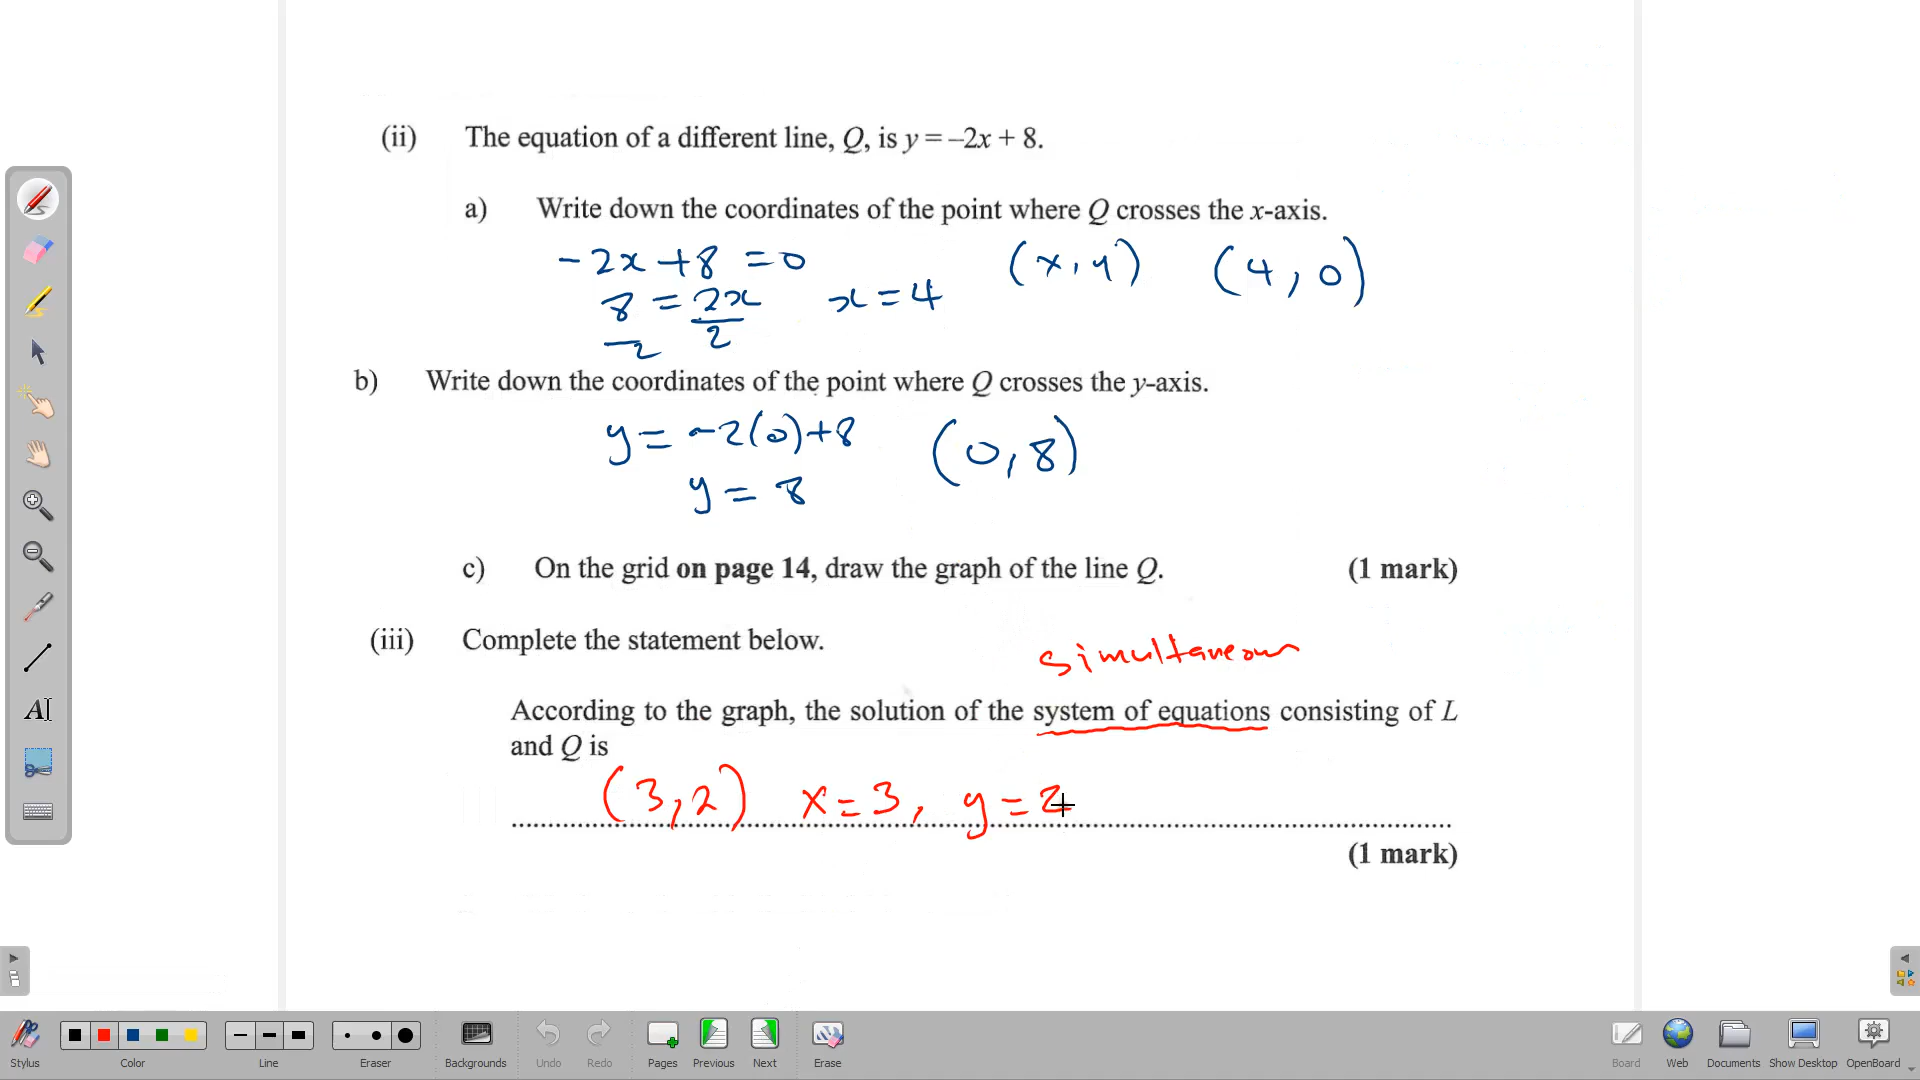 (ii) The equation of a different line, Q, is y = –2x + 8.
a) Write down the coordinates of the point where Q crosses the x-axis.
-2x + 8 = 0 (x, y) (4, 0)
8 = 2x x = 4
2 2
b) Write down the coordinates of the point where Q crosses the y-axis.
y = -2(0)+8 (0, 8)
y = 8
c) On the grid on page 14, draw the graph of the line Q. (1 mark)
(iii) Complete the statement below.
simultaneous
According to the graph, the solution of the system of equations consisting of L
and Q is
(3, 2) x = 3, y = 2
(1 mark)
Stylus Color Line Eraser Backgrounds Undo Redo Pages Previous Next Erase Board Web Documents Show Desktop OpenBoard